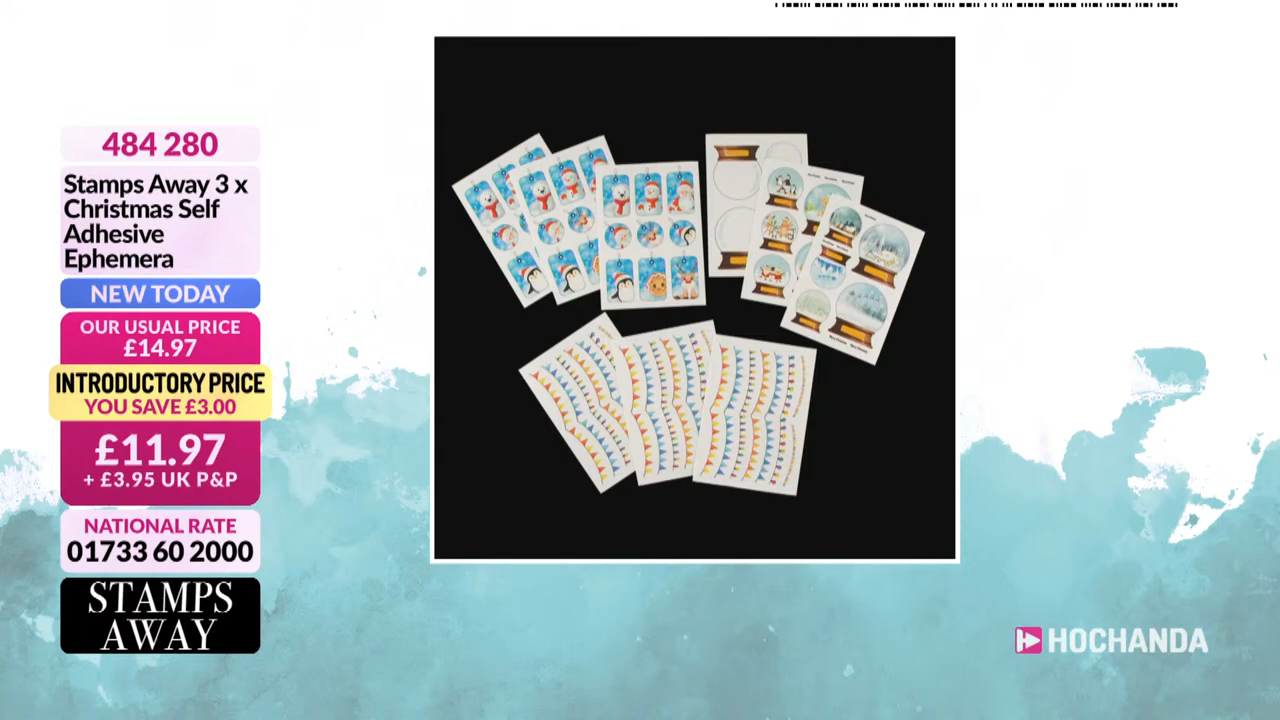 484 280
Stamps Away 3 x
Christmas Self
Adhesive
Ephemera
NEW TODAY
OUR USUAL PRICE
£14.97
INTRODUCTORY PRICE
YOU SAVE £3.00
£11.97
+ £3.95 UK P&P
NATIONAL RATE
01733 60 2000
STAMPS
AWAY
HOCHANDA